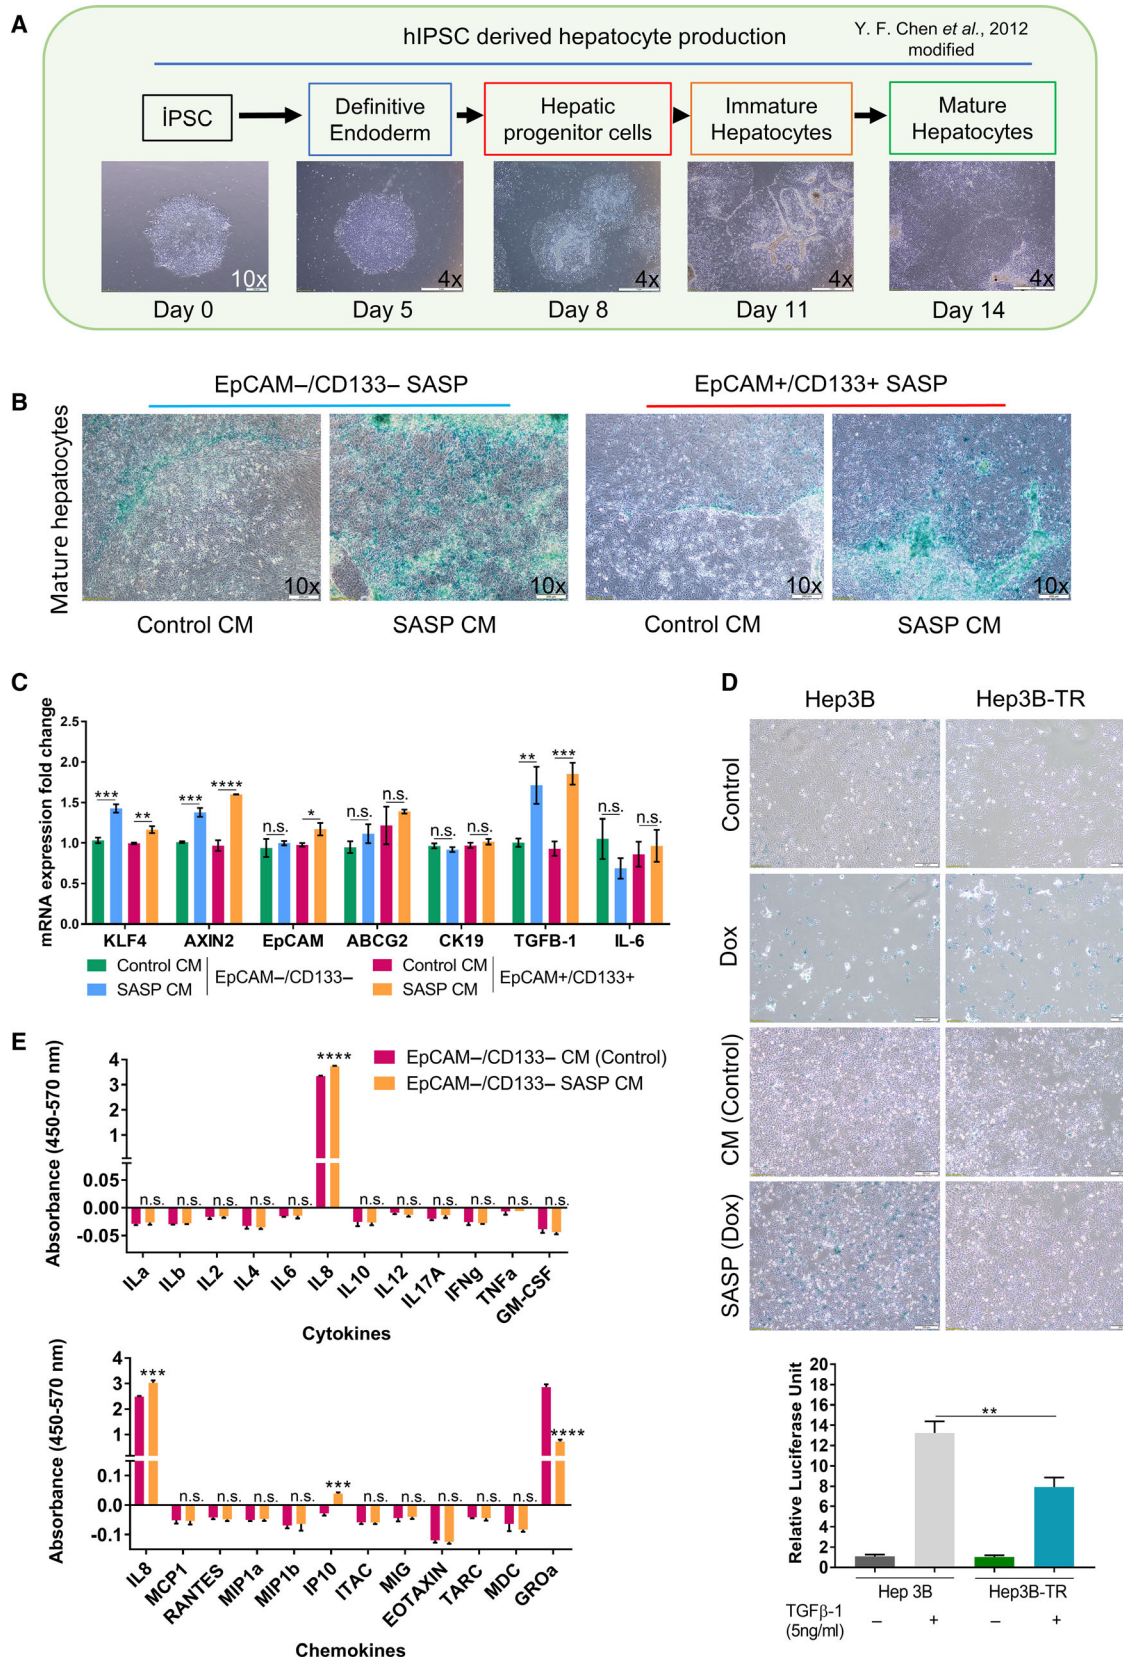 A
hIPSC derived hepatocyte production
Y. F. Chen et al., 2012
modified
İPSC
Definitive
Endoderm
Hepatic
progenitor cells
Immature
Hepatocytes
Mature
Hepatocytes
10x
4x
4x
4x
4x
Day 0
Day 5
Day 8
Day 11
Day 14
B
EpCAM–/CD133– SASP
EpCAM+/CD133+ SASP
Mature hepatocytes
10x
10x
10x
10x
Control CM
SASP CM
Control CM
SASP CM
C
mRNA expression fold change
2.5
2.0
1.5
1.0
0.5
0.0
***
**
***
****
n.s.
*
n.s.
n.s.
n.s.
n.s.
**
***
n.s.
n.s.
KLF4
AXIN2
EpCAM
ABCG2
CK19
TGFB-1
IL-6
Control CM
SASP CM
EpCAM–/CD133–
Control CM
SASP CM
EpCAM+/CD133+
D
Hep3B
Hep3B-TR
Control
Dox
CM (Control)
SASP (Dox)
Relative Luciferase Unit
20
18
16
14
12
10
8
6
4
2
0
**
Hep 3B
Hep3B-TR
TGFβ-1
(5ng/ml)
–
+
–
+
E
Absorbance (450-570 nm)
4
3
2
1
0.05
0.00
-0.05
****
EpCAM–/CD133– CM (Control)
EpCAM–/CD133– SASP CM
n.s.
n.s.
n.s.
n.s.
n.s.
n.s.
n.s.
n.s.
n.s.
n.s.
n.s.
ILa
ILb
IL2
IL4
IL6
IL8
IL10
IL12
IL17A
IFNg
TNFa
GM-CSF
Cytokines
Absorbance (450-570 nm)
4
3
2
1
0.1
0.0
-0.1
***
n.s.
n.s.
n.s.
n.s.
***
n.s.
n.s.
n.s.
n.s.
n.s.
****
IL8
MCP1
RANTES
MIP1a
MIP1b
IP10
ITAC
MIG
EOTAXIN
TARC
MDC
GROa
Chemokines